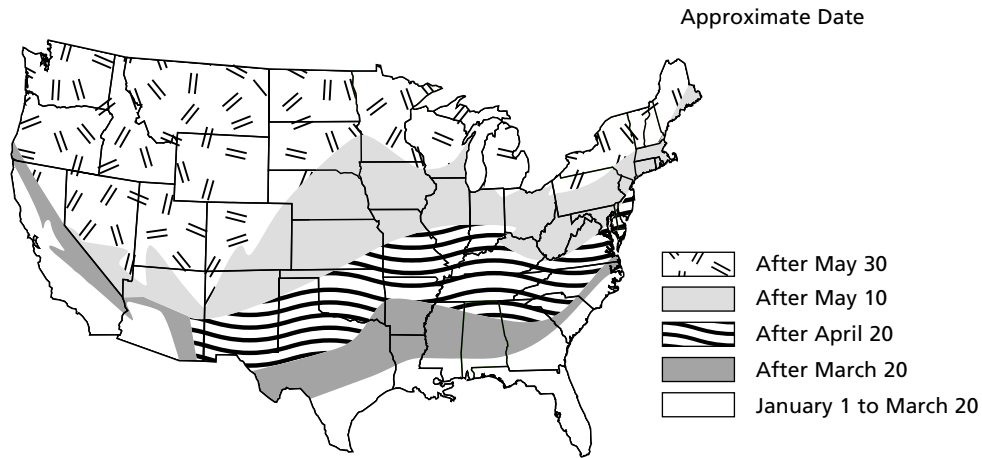 Approximate Date
After May 30
After May 10
After April 20
After March 20
January 1 to March 20